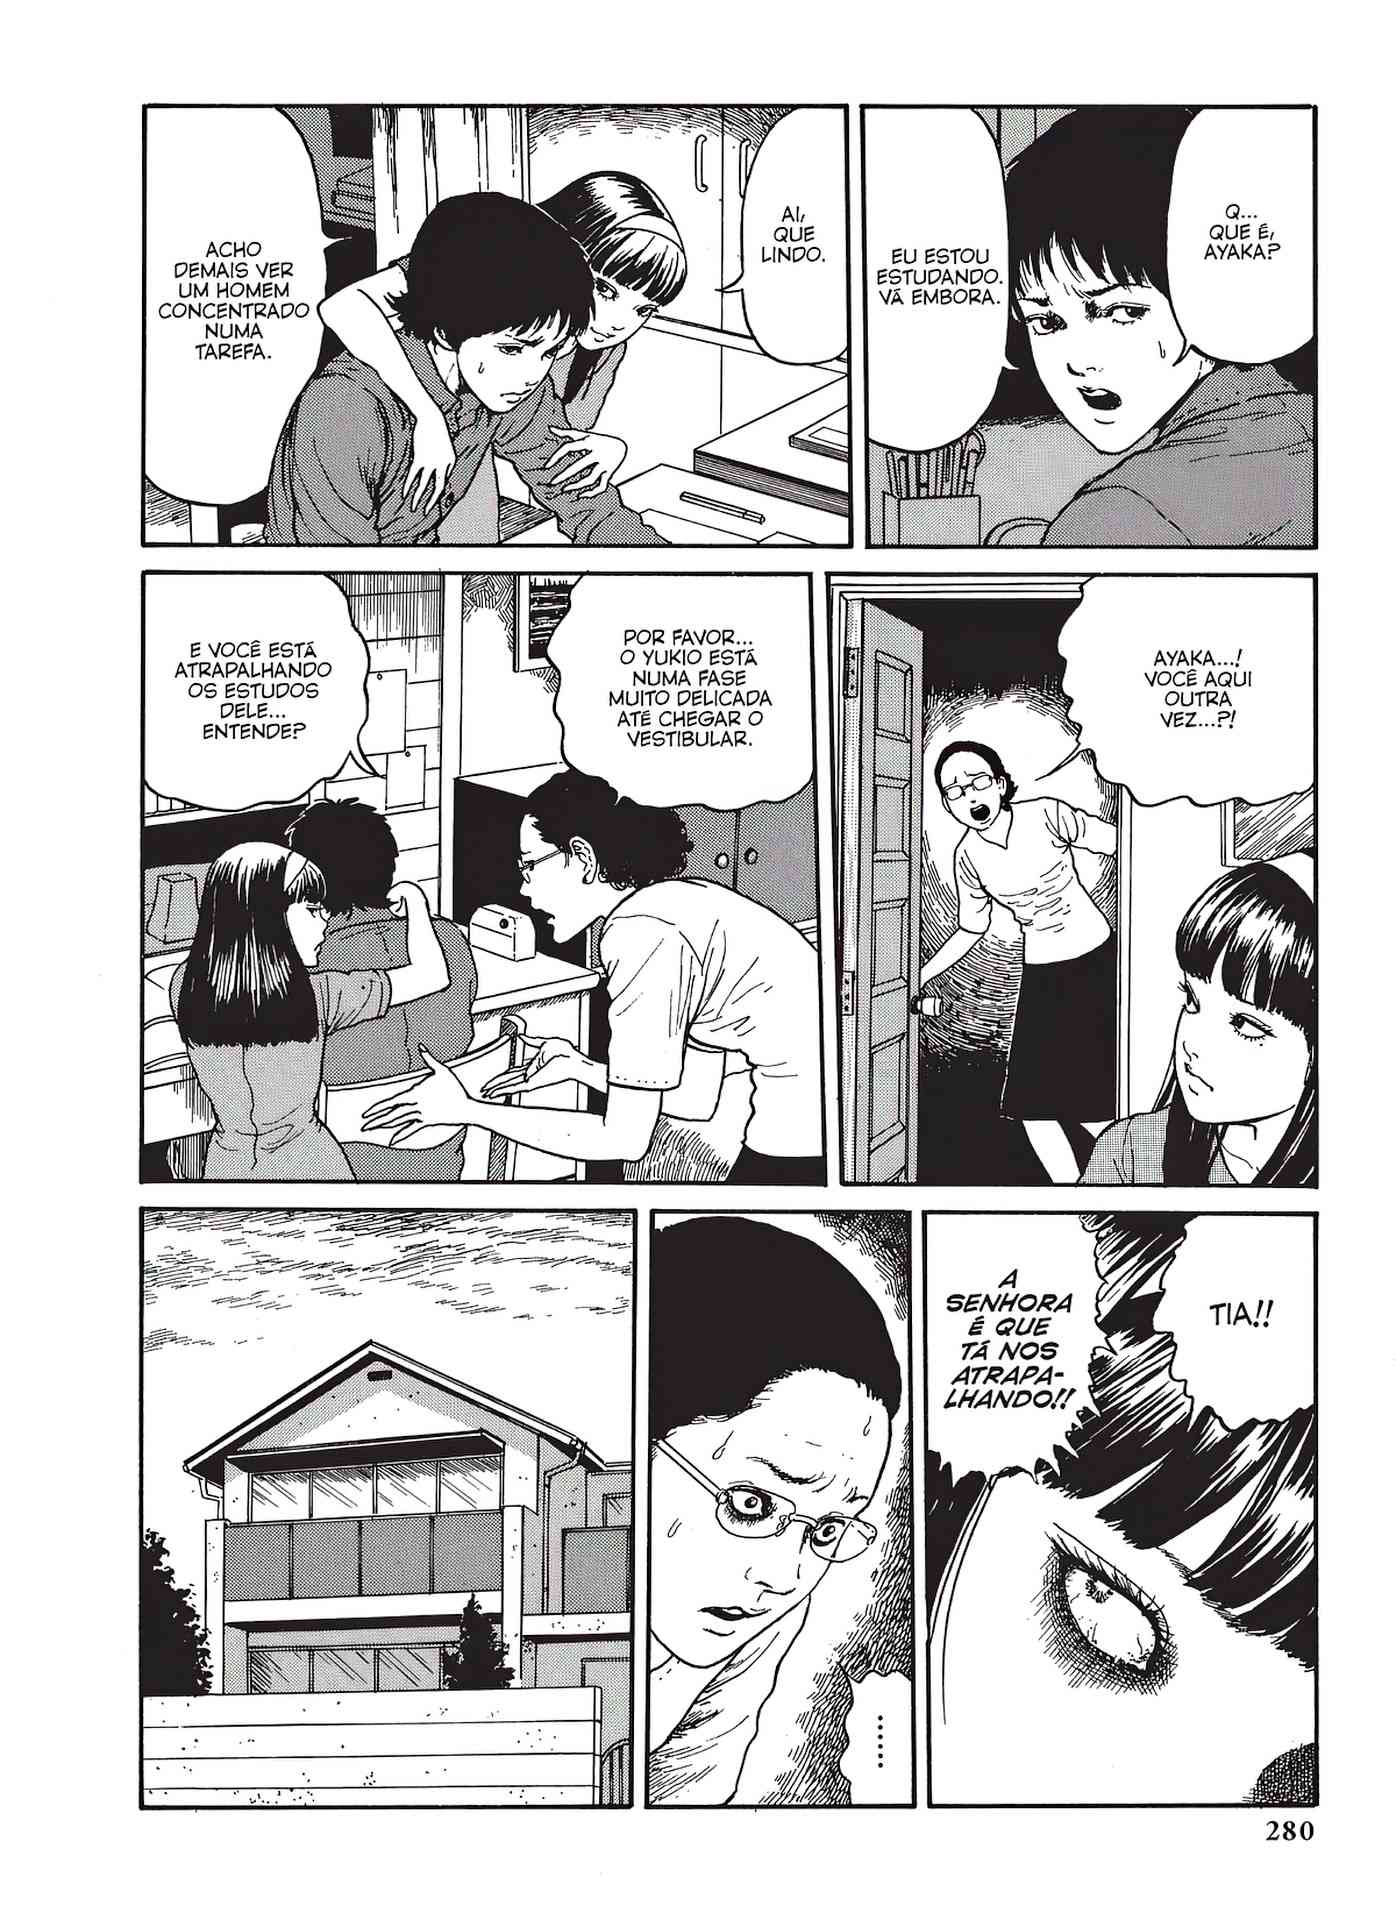 Q...
QUE É,
AYAKA?
EU ESTOU
ESTUDANDO.
VÁ EMBORA.
AI,
QUE
LINDO.
ACHO
DEMAIS VER
UM HOMEM
CONCENTRADO
NUMA
TAREFA.
AYAKA...!
VOCÊ AQUI
OUTRA
VEZ...?!
POR FAVOR...
O YUKIO ESTÁ
NUMA FASE
MUITO DELICADA
ATÉ CHEGAR O
VESTIBULAR.
E VOCÊ ESTÁ
ATRAPALHANDO
OS ESTUDOS
DELE...
ENTENDE?
TIA!!
A
SENHORA
É QUE
TÁ NOS
ATRAPA-
LHANDO!!
......
280